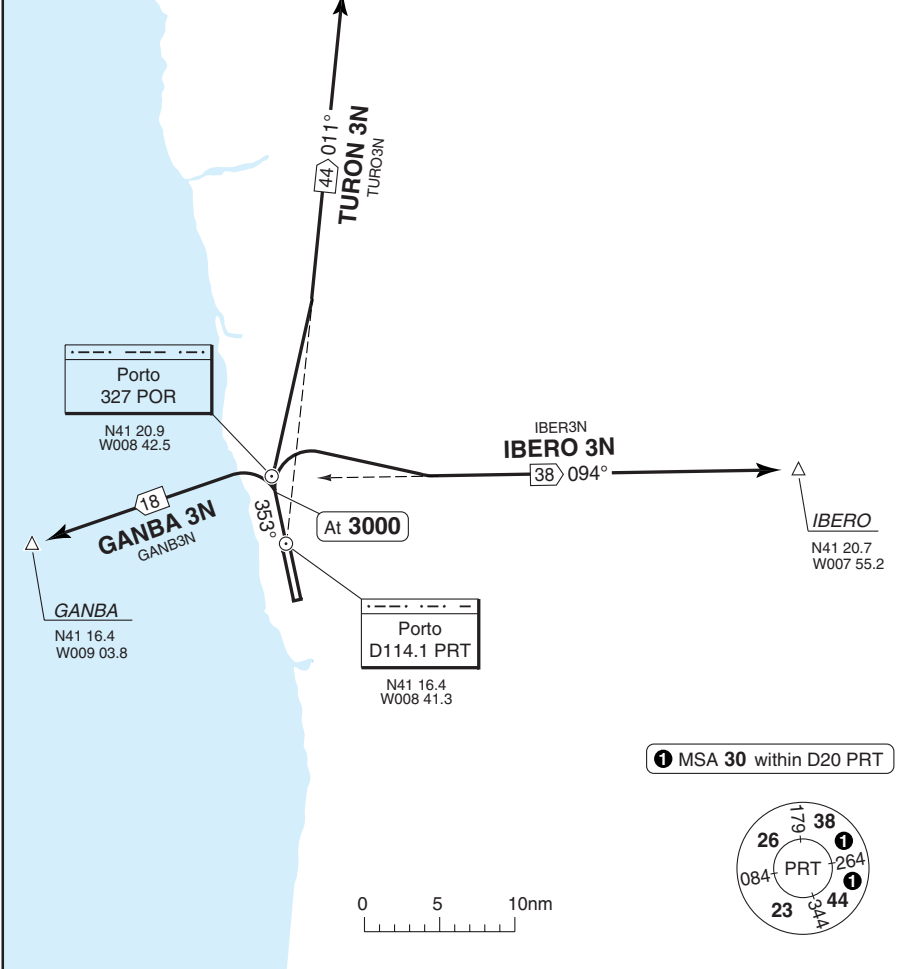 44 011°
TURON 3N
TURO3N
Porto
327 POR
N41 20.9
W008 42.5
IBER3N
IBERO 3N
38 094°
18
GANBA 3N
GANB3N
353°
At 3000
IBERO
N41 20.7
W007 55.2
GANBA
N41 16.4
W009 03.8
Porto
D114.1 PRT
N41 16.4
W008 41.3
1 MSA 30 within D20 PRT
179
38
26
1
264
PRT
084
1
44
23
344
0 5 10nm